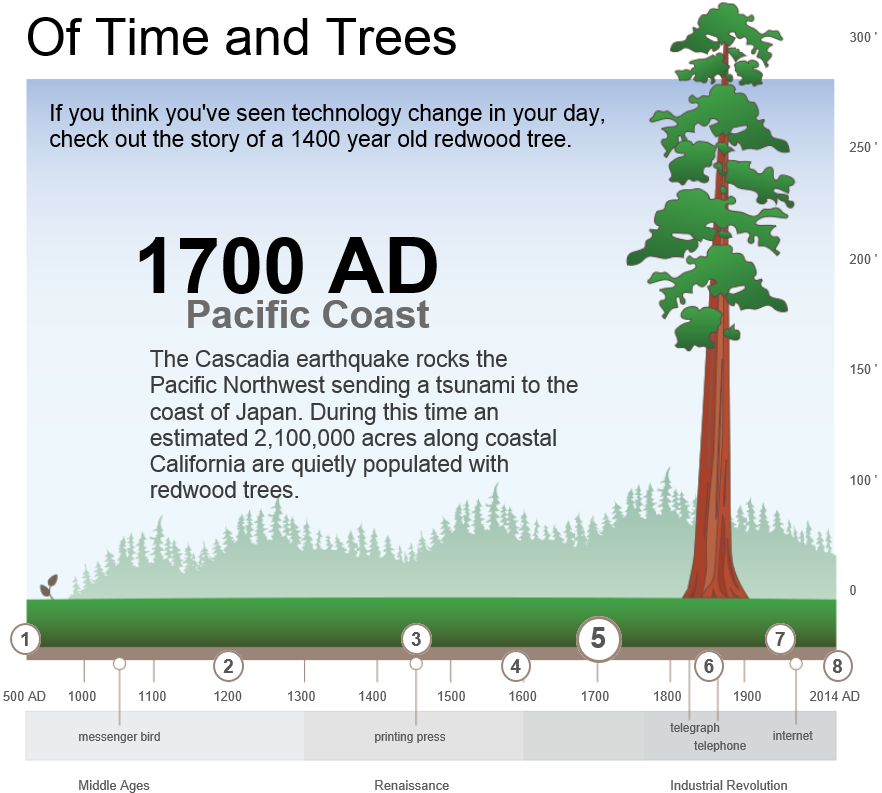 Of Time and Trees
If you think you've seen technology change in your day,
check out the story of a 1400 year old redwood tree.
1700 AD
Pacific Coast
The Cascadia earthquake rocks the
Pacific Northwest sending a tsunami to the
coast of Japan. During this time an
estimated 2,100,000 acres along coastal
California are quietly populated with
redwood trees.
300 '
250 '
200 '
150 '
100 '
0
1
2
3
4
5
6
7
8
500 AD 1000 1100 1200 1300 1400 1500 1600 1700 1800 1900 2014 AD
messenger bird
printing press
telegraph
telephone
internet
Middle Ages Renaissance Industrial Revolution